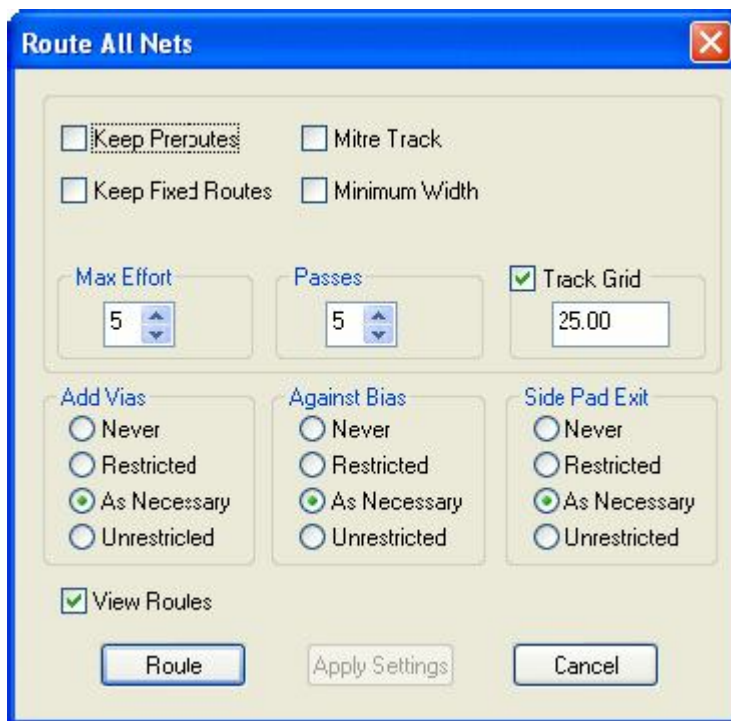 Route All Nets
Keep Preroutes
Mitre Track
Keep Fixed Routes
Minimum Width
Max Effort
Passes
Track Grid
5
5
25.00
Add Vias
Against Bias
Side Pad Exit
Never
Never
Never
Restricted
Restricted
Restricted
As Necessary
As Necessary
As Necessary
Unrestricted
Unrestricted
Unrestricted
View Routes
Route
Apply Settings
Cancel